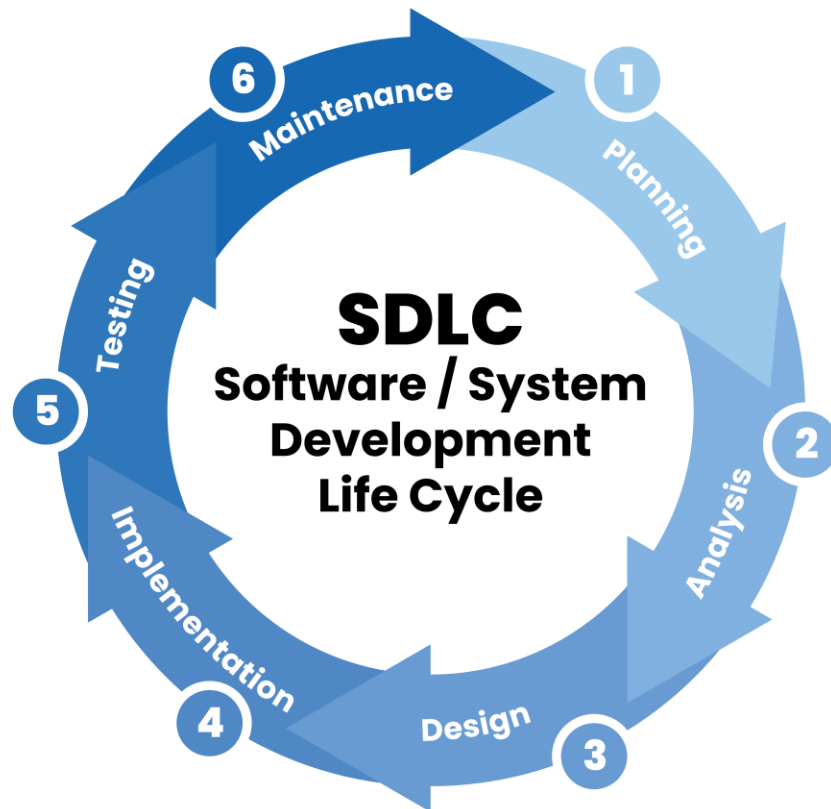 SDLC
Software / System
Development
Life Cycle
1
Planning
2
Analysis
3
Design
4
Implementation
5
Testing
6
Maintenance